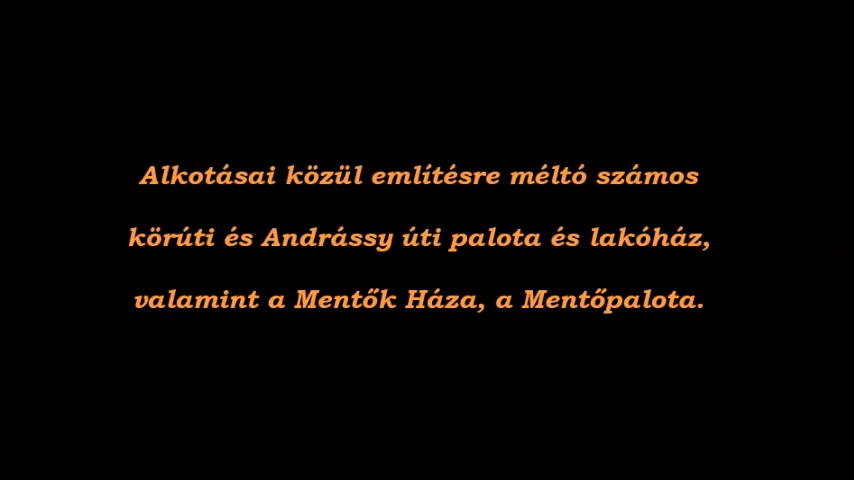 Alkotásai közül említésre méltó számos
körúti és Andrássy úti palota és lakóház,
valamint a Mentők Háza, a Mentőpalota.